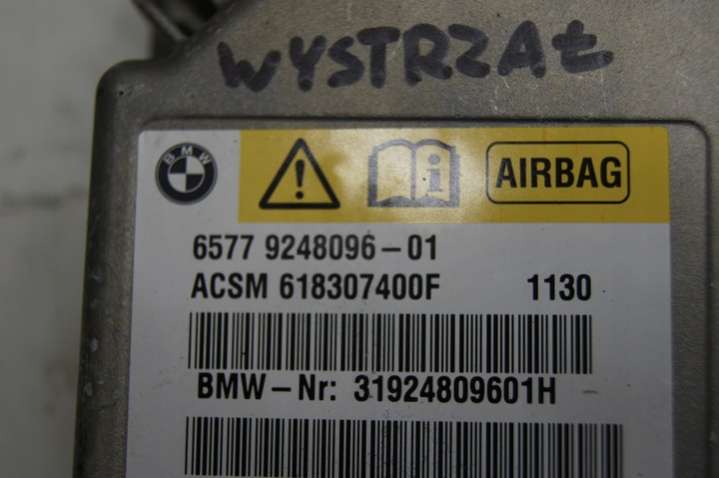 WYSTRZAŁ
BMW
AIRBAG
6577 9248096-01
ACSM 618307400F 1130
BMW-Nr: 31924809601H